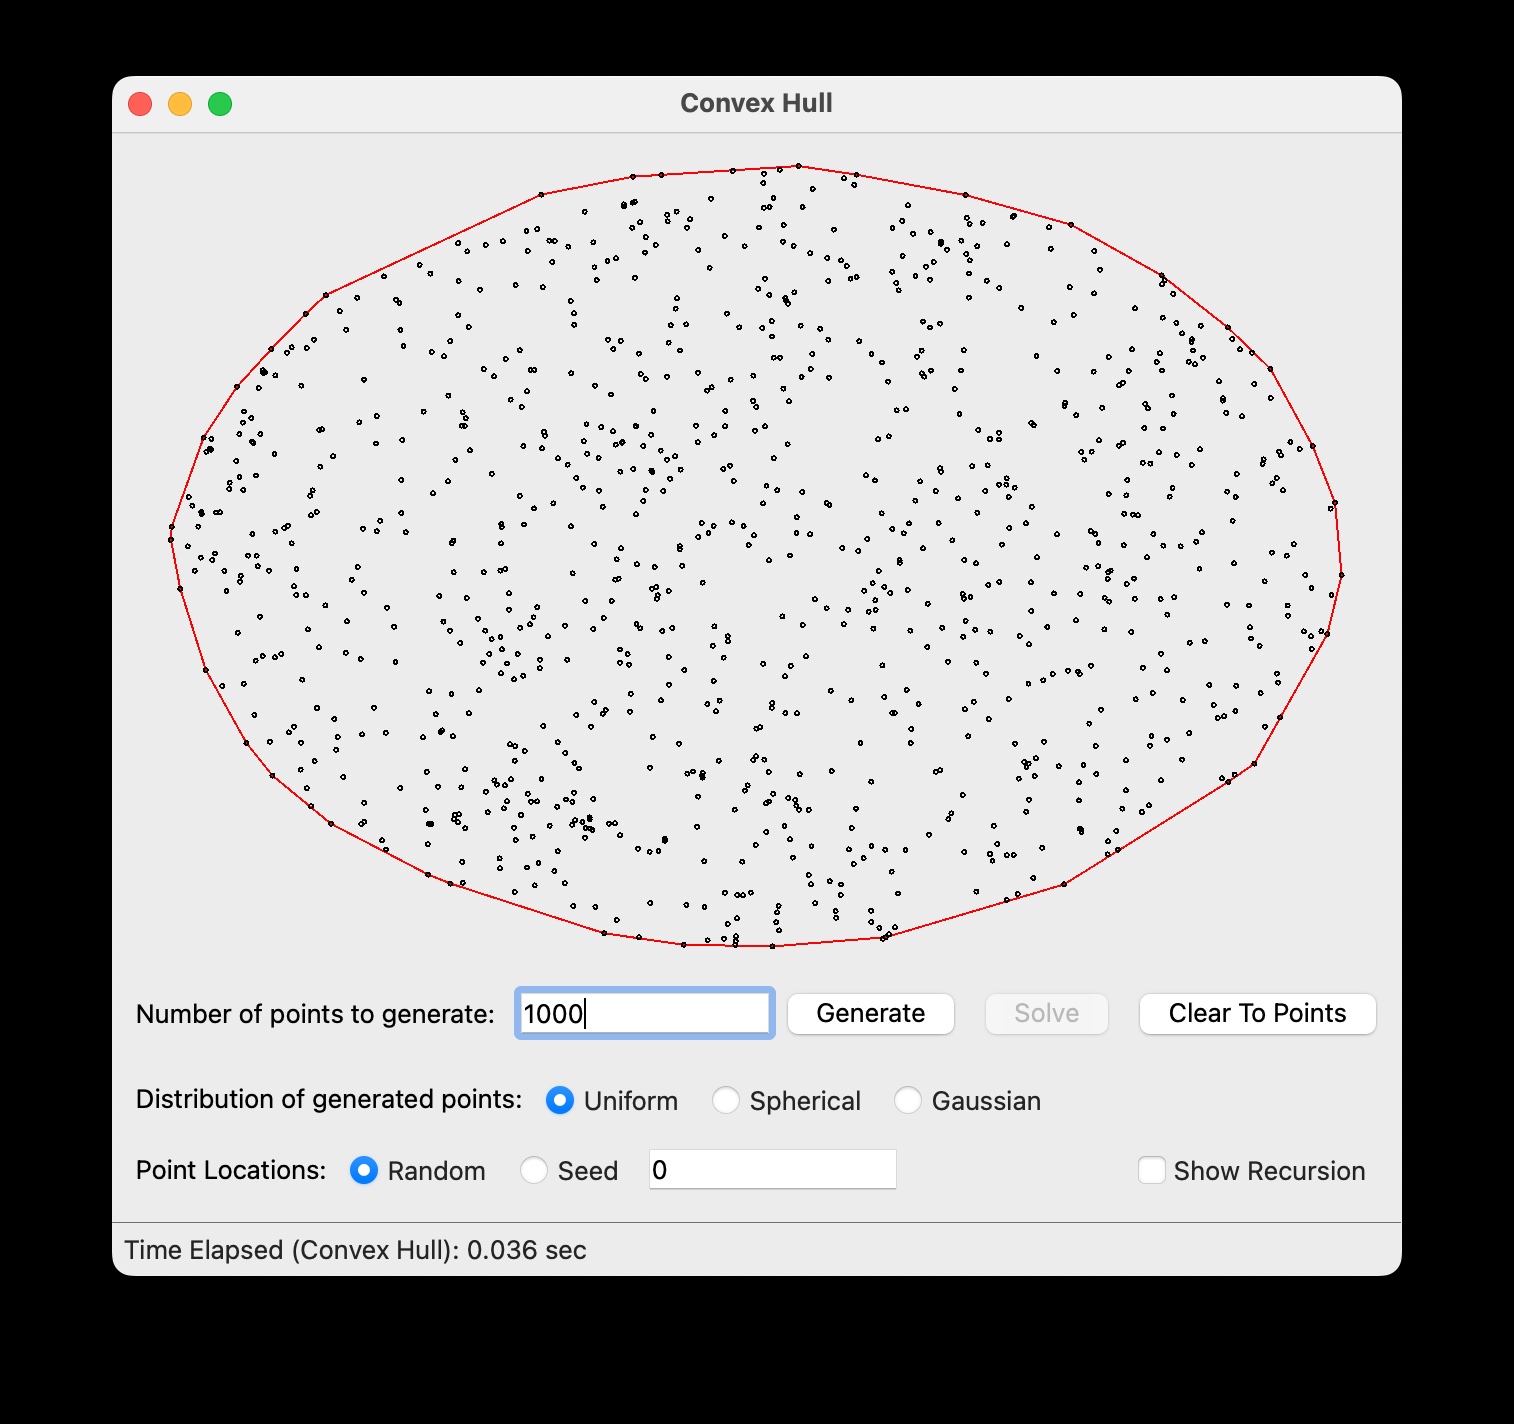 Convex Hull
Number of points to generate: 1000 Generate Solve Clear To Points
Distribution of generated points: Uniform Spherical Gaussian
Point Locations: Random Seed 0 Show Recursion
Time Elapsed (Convex Hull): 0.036 sec